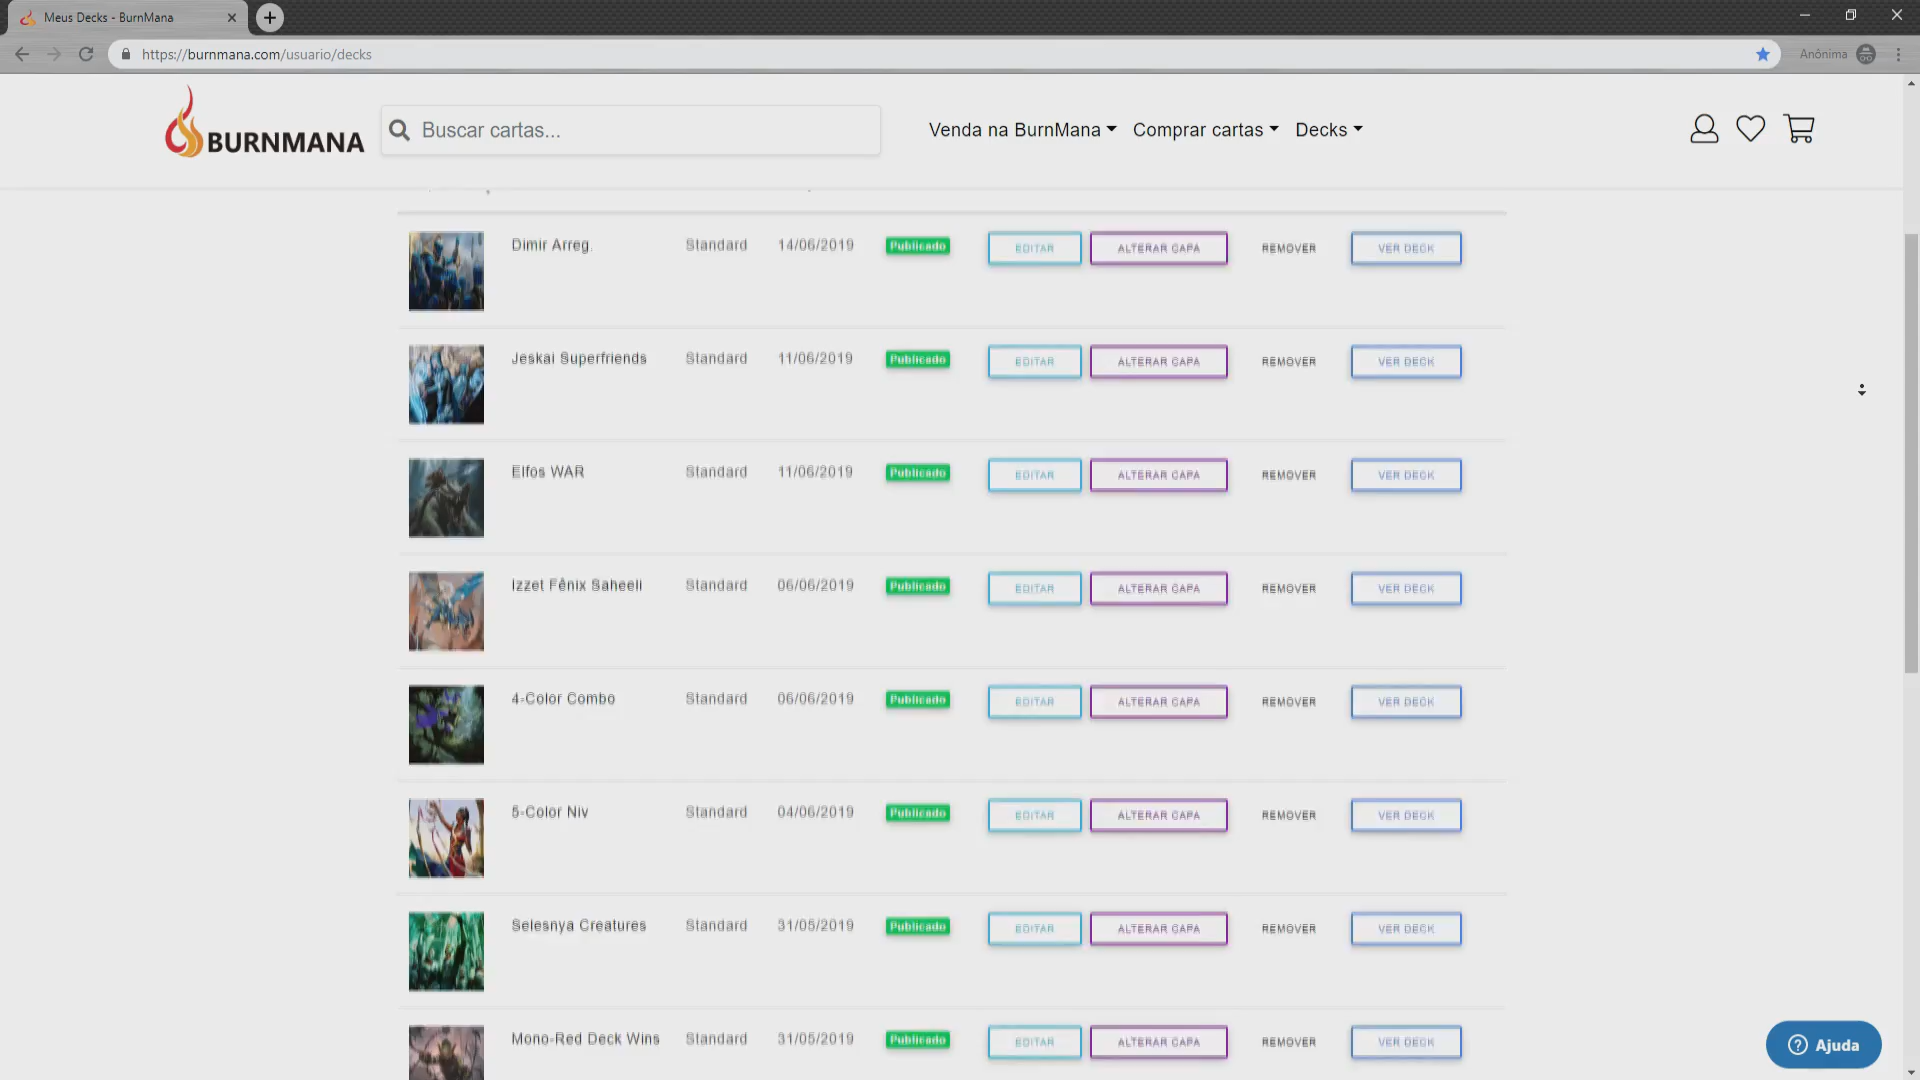 Meus Decks - BurnMana
https://burnmana.com/usuario/decks
Anônima
BURNMANA
Buscar cartas...
Venda na BurnMana
Comprar cartas
Decks
Dimir Arreg. Standard 14/06/2019 Publicado EDITAR ALTERAR CAPA REMOVER VER DECK
Jeskai Superfriends Standard 11/06/2019 Publicado EDITAR ALTERAR CAPA REMOVER VER DECK
Elfos WAR Standard 11/06/2019 Publicado EDITAR ALTERAR CAPA REMOVER VER DECK
Izzet Fênix Saheeli Standard 06/06/2019 Publicado EDITAR ALTERAR CAPA REMOVER VER DECK
4-Color Combo Standard 06/06/2019 Publicado EDITAR ALTERAR CAPA REMOVER VER DECK
5-Color Niv Standard 04/06/2019 Publicado EDITAR ALTERAR CAPA REMOVER VER DECK
Selesnya Creatures Standard 31/05/2019 Publicado EDITAR ALTERAR CAPA REMOVER VER DECK
Mono-Red Deck Wins Standard 31/05/2019 Publicado EDITAR ALTERAR CAPA REMOVER VER DECK
Ajuda